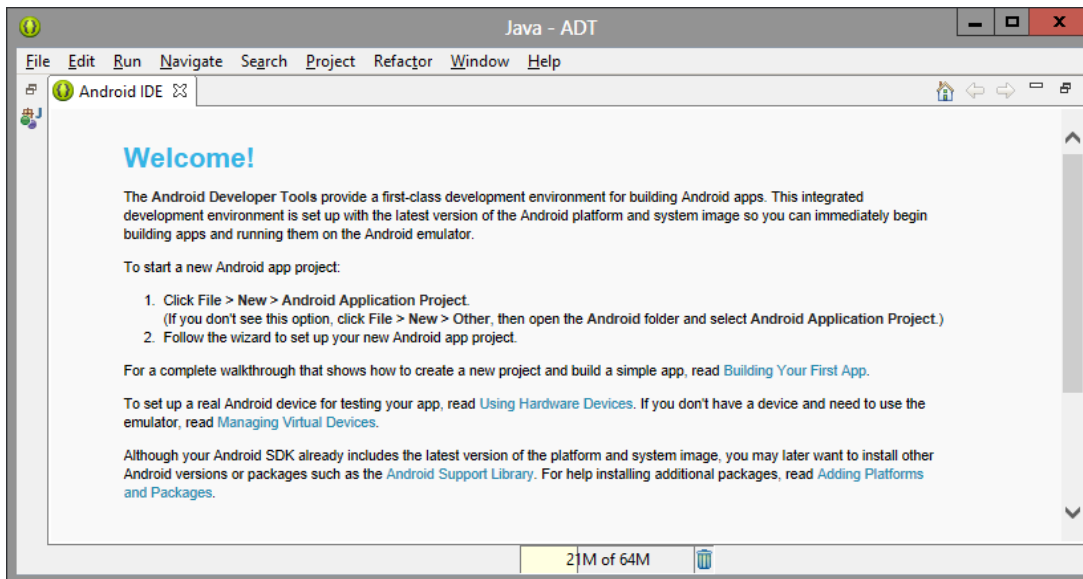 Java - ADT
File Edit Run Navigate Search Project Refactor Window Help
Android IDE
Welcome!
The Android Developer Tools provide a first-class development environment for building Android apps. This integrated
development environment is set up with the latest version of the Android platform and system image so you can immediately begin
building apps and running them on the Android emulator.
To start a new Android app project:
1. Click File > New > Android Application Project.
(If you don't see this option, click File > New > Other, then open the Android folder and select Android Application Project.)
2. Follow the wizard to set up your new Android app project.
For a complete walkthrough that shows how to create a new project and build a simple app, read Building Your First App.
To set up a real Android device for testing your app, read Using Hardware Devices. If you don't have a device and need to use the
emulator, read Managing Virtual Devices.
Although your Android SDK already includes the latest version of the platform and system image, you may later want to install other
Android versions or packages such as the Android Support Library. For help installing additional packages, read Adding Platforms
and Packages.
21M of 64M